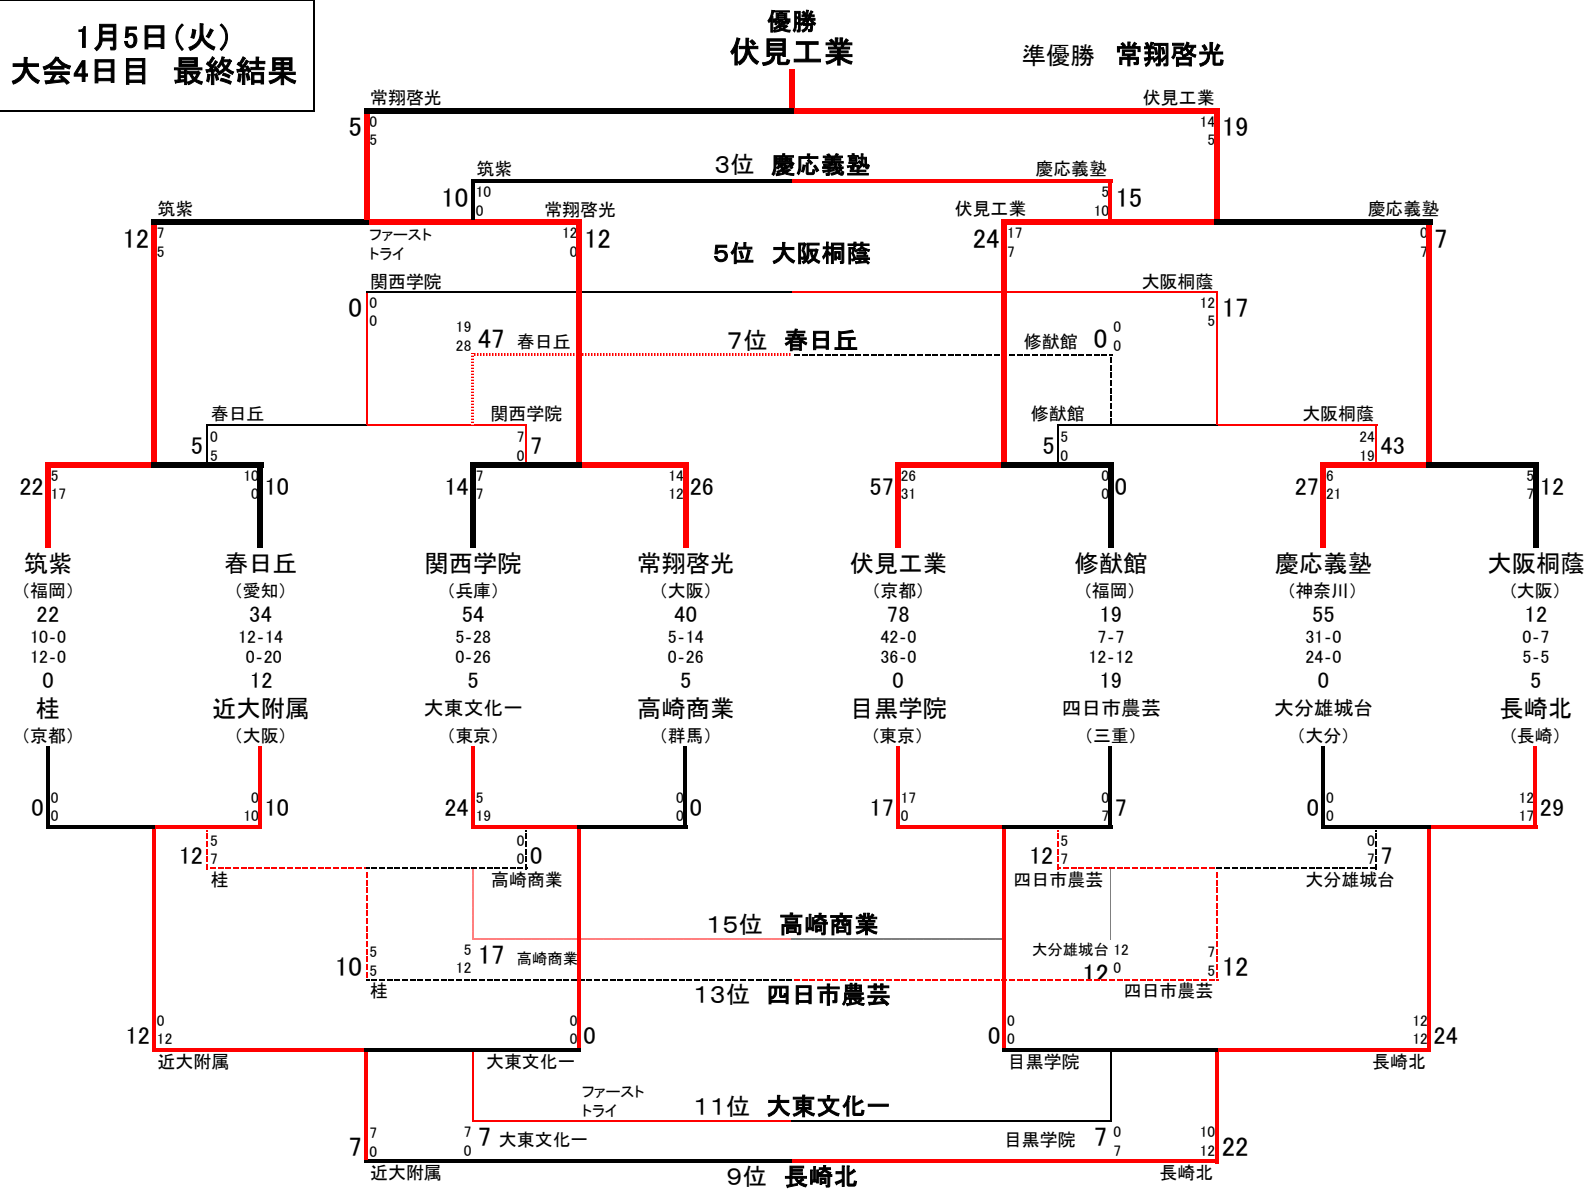 1月5日（火）
大会4日目　最終結果
優勝
伏見工業
準優勝　常翔啓光
常翔啓光
伏見工業
5
0
5
14
5
19
3位　慶応義塾
筑紫
慶応義塾
10
10
0
5
10
15
筑紫
常翔啓光
伏見工業
慶応義塾
12
7
5
ファースト
トライ
12
0
12
24
17
7
0
7
7
5位　大阪桐蔭
関西学院
大阪桐蔭
0
0
0
12
5
17
19
28
47
春日丘
7位　春日丘
修猷館
0
0
0
春日丘
関西学院
修猷館
大阪桐蔭
5
0
5
7
0
7
5
5
0
24
19
43
22
5
17
10
0
10
14
7
7
14
12
26
57
26
31
0
0
0
27
6
21
5
7
12
筑紫　春日丘　関西学院　常翔啓光　伏見工業　修猷館　慶応義塾　大阪桐蔭
（福岡）　（愛知）　（兵庫）　（大阪）　（京都）　（福岡）　（神奈川）　（大阪）
22　34　54　40　78　19　55　12
10-0　12-14　5-28　5-14　42-0　7-7　31-0　0-7
12-0　0-20　0-26　0-26　36-0　12-12　24-0　5-5
0　12　5　5　0　19　0　5
桂　近大附属　大東文化一　高崎商業　目黒学院　四日市農芸　大分雄城台　長崎北
（京都）　（大阪）　（東京）　（群馬）　（東京）　（三重）　（大分）　（長崎）
0
0
0
0
10
10
24
5
19
0
0
0
17
17
0
0
7
7
0
0
0
12
17
29
12
5
7
0
0
0
12
5
7
0
7
7
桂
高崎商業
四日市農芸
大分雄城台
15位　高崎商業
10
5
5
5
12
17
高崎商業
大分雄城台
12
12
0
7
5
12
桂
13位　四日市農芸
四日市農芸
12
0
12
0
0
0
0
0
0
12
12
24
近大附属
大東文化一
目黒学院
長崎北
ファースト
トライ
11位　大東文化一
7
7
0
7
0
7
大東文化一
目黒学院
7
0
7
10
12
22
近大附属
9位　長崎北
長崎北